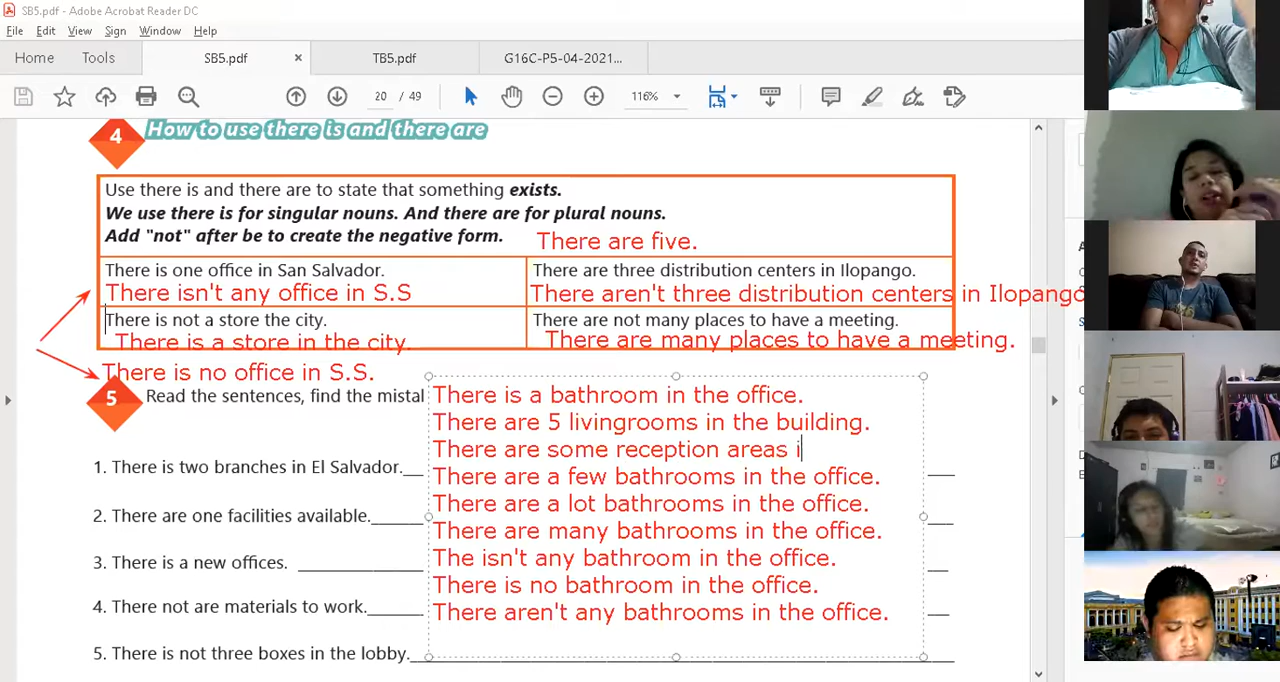 SB5.pdf - Adobe Acrobat Reader DC
File Edit View Sign Window Help
Home Tools SB5.pdf × TB5.pdf G16C-P5-04-2021...
20 / 49 116%
4 How to use there is and there are
Use there is and there are to state that something exists.
We use there is for singular nouns. And there are for plural nouns.
Add "not" after be to create the negative form. There are five.
There is one office in San Salvador. There are three distribution centers in Ilopango.
There isn't any office in S.S There aren't three distribution centers in Ilopango
There is not a store the city. There are not many places to have a meeting.
There is a store in the city. There are many places to have a meeting.
There is no office in S.S.
5 Read the sentences, find the mistal
There is a bathroom in the office.
There are 5 livingrooms in the building.
There are some reception areas i
1. There is two branches in El Salvador.
There are a few bathrooms in the office.
There are a lot bathrooms in the office.
2. There are one facilities available.
There are many bathrooms in the office.
The isn't any bathroom in the office.
3. There is a new offices.
There is no bathroom in the office.
4. There not are materials to work.
There aren't any bathrooms in the office.
5. There is not three boxes in the lobby.